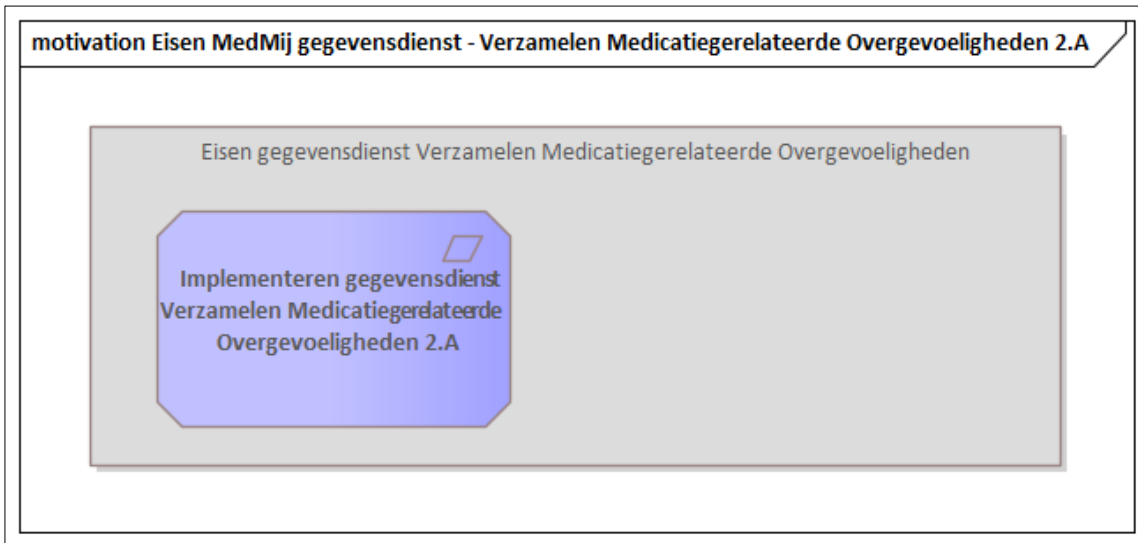 motivation Eisen MedMij gegevensdienst - Verzamelen Medicatiegerelateerde Overgevoeligheden 2.A
Eisen gegevensdienst Verzamelen Medicatiegerelateerde Overgevoeligheden
Implementeren gegevensdienst
Verzamelen Medicatiegerelateerde
Overgevoeligheden 2.A